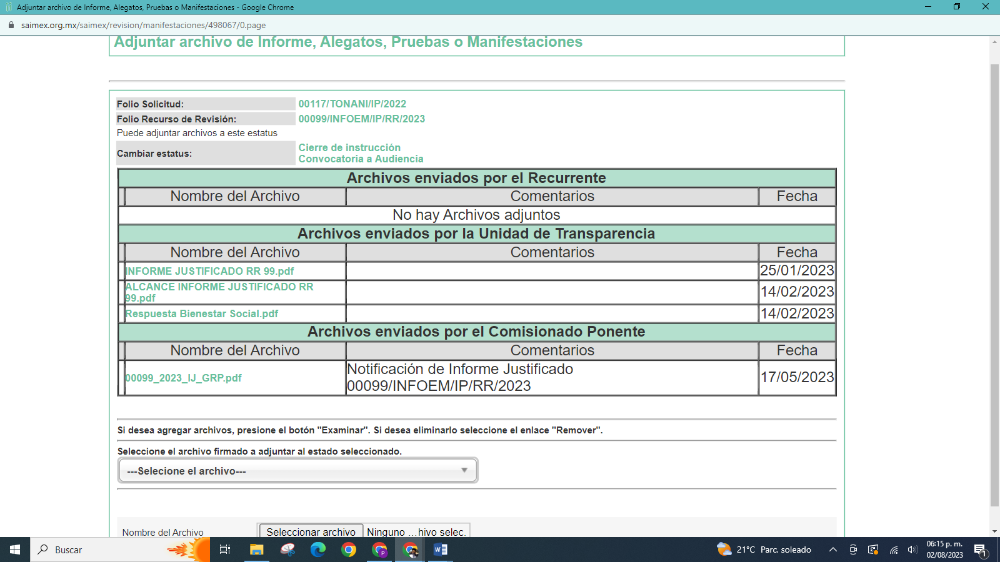 Adjuntar archivo de Informe, Alegatos, Pruebas o Manifestaciones - Google Chrome
saimex.org.mx/saimex/revision/manifestaciones/498067/0.page
Adjuntar archivo de Informe, Alegatos, Pruebas o Manifestaciones
Folio Solicitud: 00117/TONANI/IP/2022
Folio Recurso de Revisión: 00099/INFOEM/IP/RR/2023
Puede adjuntar archivos a este estatus
Cambiar estatus: Cierre de instrucción
Convocatoria a Audiencia
Archivos enviados por el Recurrente
Nombre del Archivo Comentarios Fecha
No hay Archivos adjuntos
Archivos enviados por la Unidad de Transparencia
Nombre del Archivo Comentarios Fecha
INFORME JUSTIFICADO RR 99.pdf 25/01/2023
ALCANCE INFORME JUSTIFICADO RR
99.pdf 14/02/2023
Respuesta Bienestar Social.pdf 14/02/2023
Archivos enviados por el Comisionado Ponente
Nombre del Archivo Comentarios Fecha
00099_2023_IJ_GRP.pdf Notificación de Informe Justificado
00099/INFOEM/IP/RR/2023 17/05/2023
Si desea agregar archivos, presione el botón "Examinar". Si desea eliminarlo seleccione el enlace "Remover".
Seleccione el archivo firmado a adjuntar al estado seleccionado.
---Selecione el archivo---
Nombre del Archivo Seleccionar archivo Ninguno ...hivo selec.
Buscar 21°C Parc. soleado 06:15 p. m.
02/08/2023 1